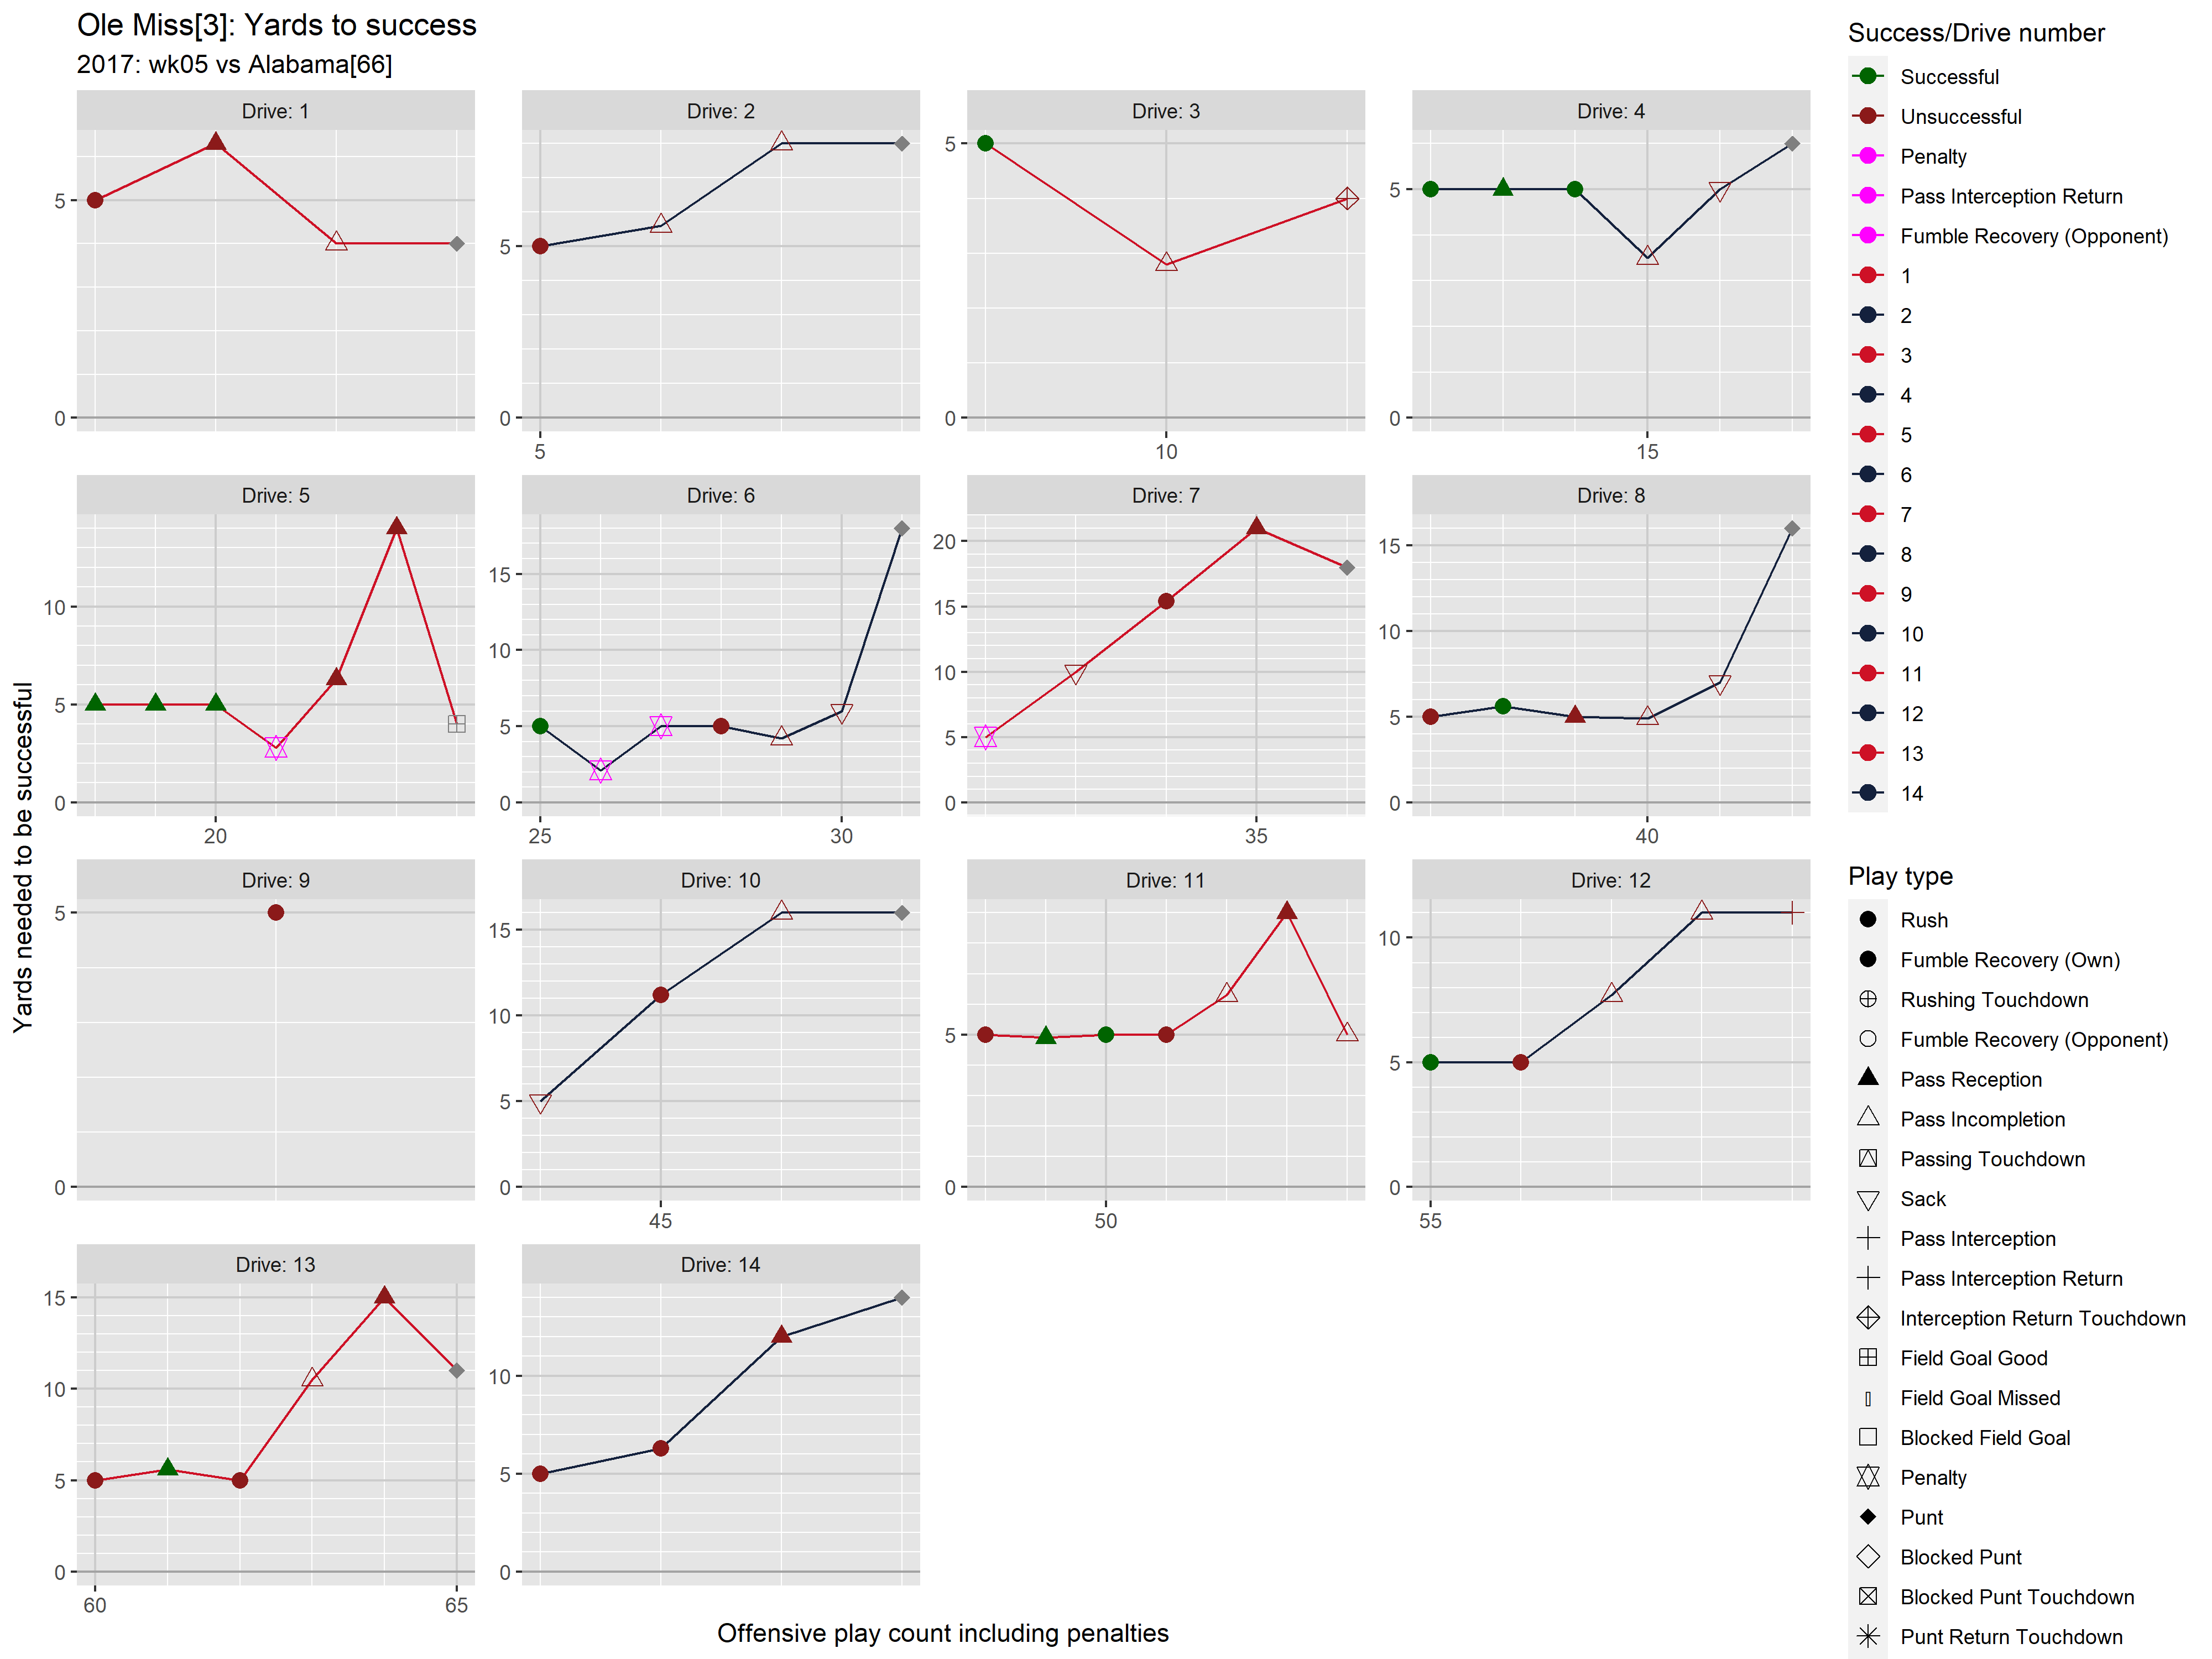 Ole Miss[3]: Yards to success
2017: wk05 vs Alabama[66]
Drive: 1
Drive: 2
Drive: 3
Drive: 4
5
0
5
0
5
5
0
10
5
0
15
Drive: 5
Drive: 6
Drive: 7
Drive: 8
10
5
0
20
15
10
5
0
25
30
20
15
10
5
0
35
15
10
5
0
40
Drive: 9
Drive: 10
Drive: 11
Drive: 12
5
0
15
10
5
0
45
5
0
50
10
5
0
55
Drive: 13
Drive: 14
15
10
5
0
60
65
10
5
0
Yards needed to be successful
Offensive play count including penalties
Success/Drive number
Successful
Unsuccessful
Penalty
Pass Interception Return
Fumble Recovery (Opponent)
1
2
3
4
5
6
7
8
9
10
11
12
13
14
Play type
Rush
Fumble Recovery (Own)
Rushing Touchdown
Fumble Recovery (Opponent)
Pass Reception
Pass Incompletion
Passing Touchdown
Sack
Pass Interception
Pass Interception Return
Interception Return Touchdown
Field Goal Good
Field Goal Missed
Blocked Field Goal
Penalty
Punt
Blocked Punt
Blocked Punt Touchdown
Punt Return Touchdown